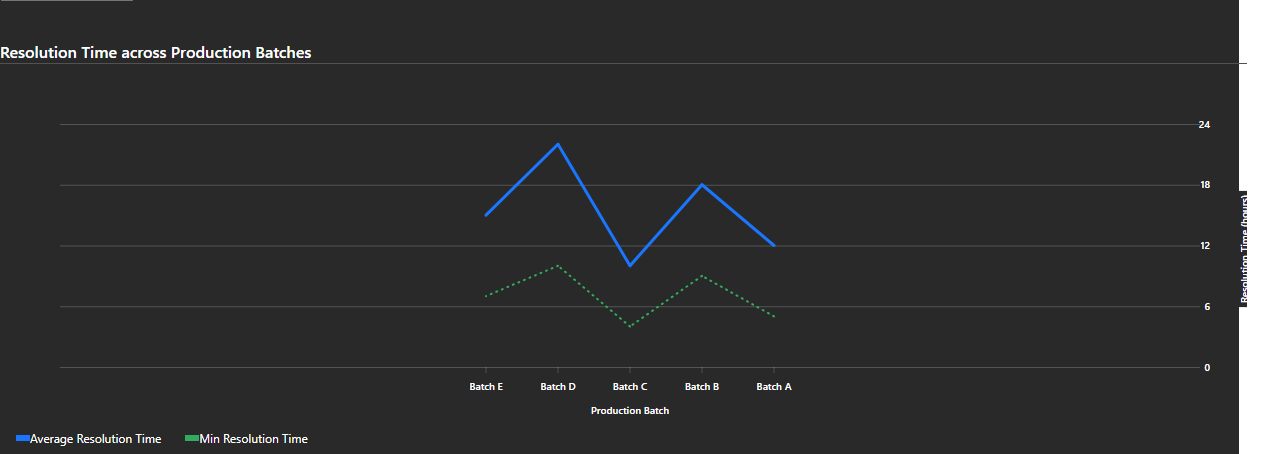 Resolution Time across Production Batches
24
18
12
6
0
Resolution Time (hours)
Batch E
Batch D
Batch C
Batch B
Batch A
Production Batch
Average Resolution Time
Min Resolution Time